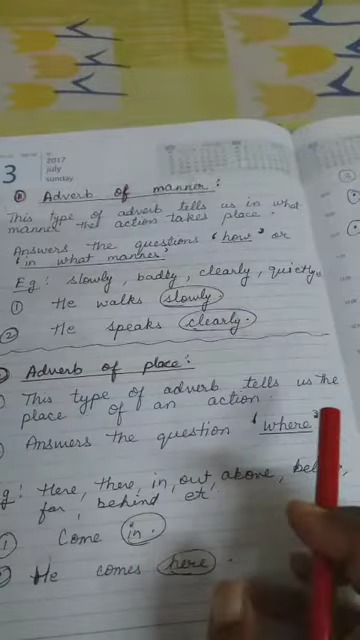 3
2017
july
sunday
Adverb of manner:
This type of adverb tells us in what
manner the action takes place.
Answers the questions 'how' or
'in what manner'
Eg: slowly, badly, clearly, quietly
① He walks slowly.
② He speaks clearly.
Adverb of place:
This type of adverb tells us the
place of an action.
Answers the question 'where'
Eg: Here, there, in, out, above,
far, behind etc.
① Come in.
② He comes here.